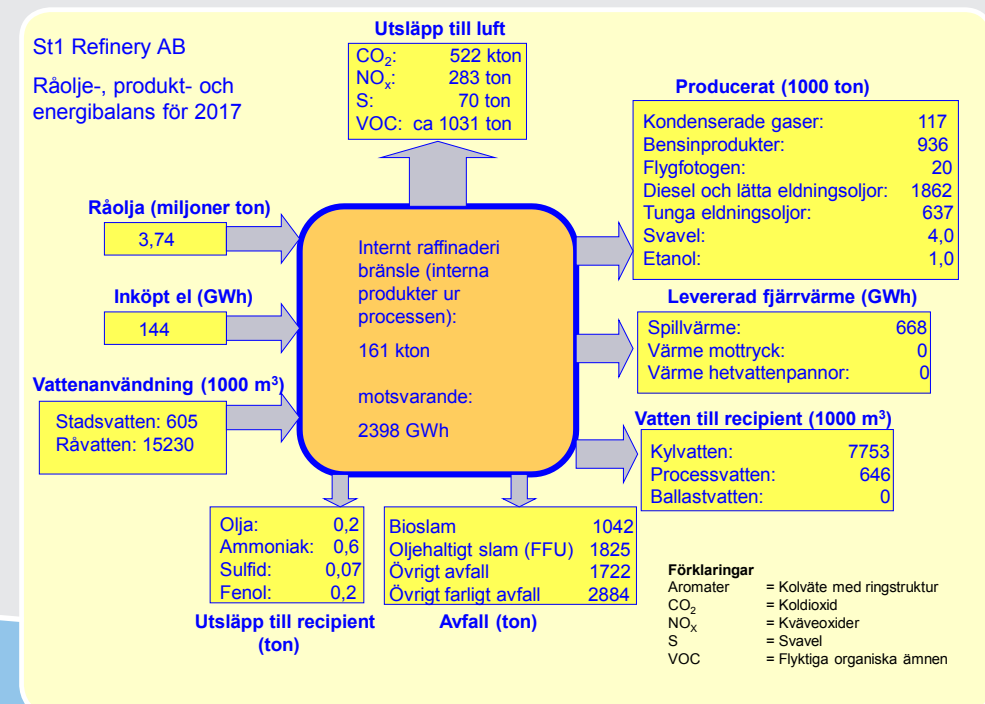 St1 Refinery AB
Råolje-, produkt- och
energibalans för 2017
Utsläpp till luft
CO2: 522 kton
NOx: 283 ton
S: 70 ton
VOC: ca 1031 ton
Producerat (1000 ton)
Kondenserade gaser: 117
Bensinprodukter: 936
Flygfotogen: 20
Diesel och lätta eldningsoljor: 1862
Tunga eldningsoljor: 637
Svavel: 4,0
Etanol: 1,0
Råolja (miljoner ton)
3,74
Inköpt el (GWh)
144
Vattenanvändning (1000 m3)
Stadsvatten: 605
Råvatten: 15230
Internt raffinaderi
bränsle (interna
produkter ur
processen):
161 kton
motsvarande:
2398 GWh
Levererad fjärrvärme (GWh)
Spillvärme: 668
Värme mottryck: 0
Värme hetvattenpannor: 0
Vatten till recipient (1000 m3)
Kylvatten: 7753
Processvatten: 646
Ballastvatten: 0
Olja: 0,2
Ammoniak: 0,6
Sulfid: 0,07
Fenol: 0,2
Utsläpp till recipient
(ton)
Bioslam 1042
Oljehaltigt slam (FFU) 1825
Övrigt avfall 1722
Övrigt farligt avfall 2884
Avfall (ton)
Förklaringar
Aromater = Kolväte med ringstruktur
CO2 = Koldioxid
NOX = Kväveoxider
S = Svavel
VOC = Flyktiga organiska ämnen